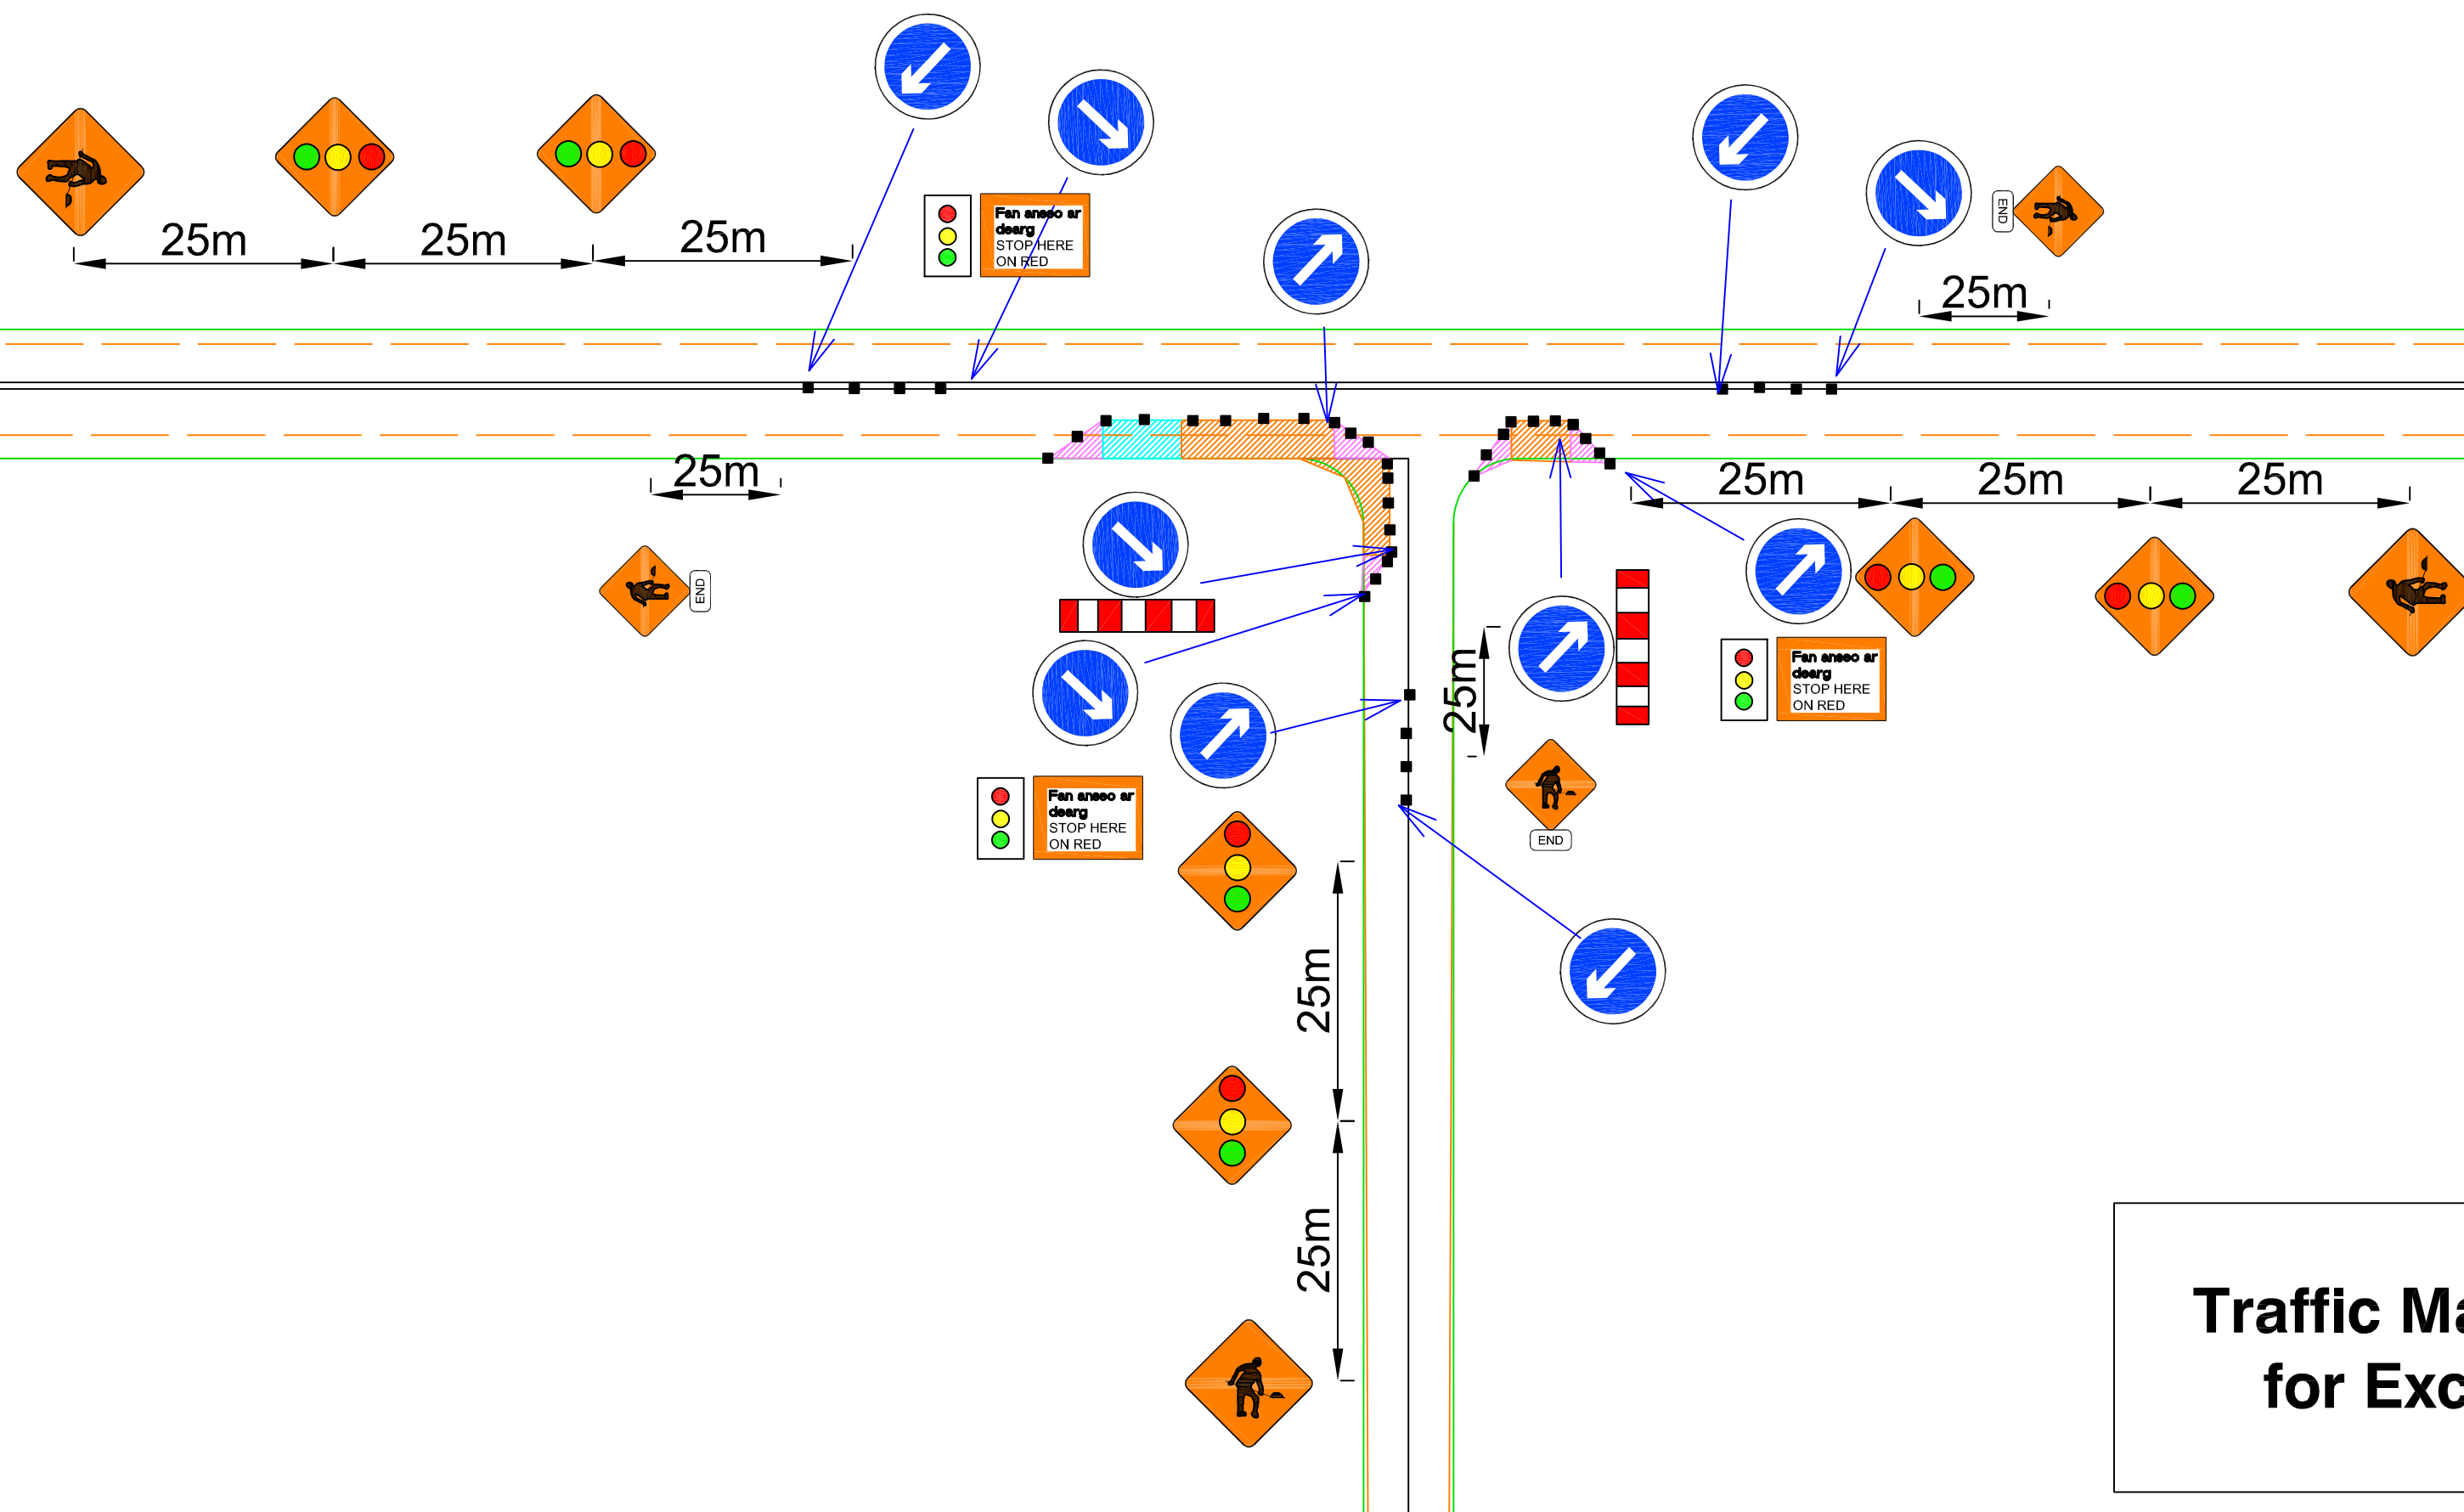 25m
25m
25m
Fan anseo ar
dearg
STOP HERE
ON RED
END
25m
25m
END
25m
25m
25m
25m
Fan anseo ar
dearg
STOP HERE
ON RED
Fan anseo ar
dearg
STOP HERE
ON RED
END
25m
25m
Traffic Ma
for Exc